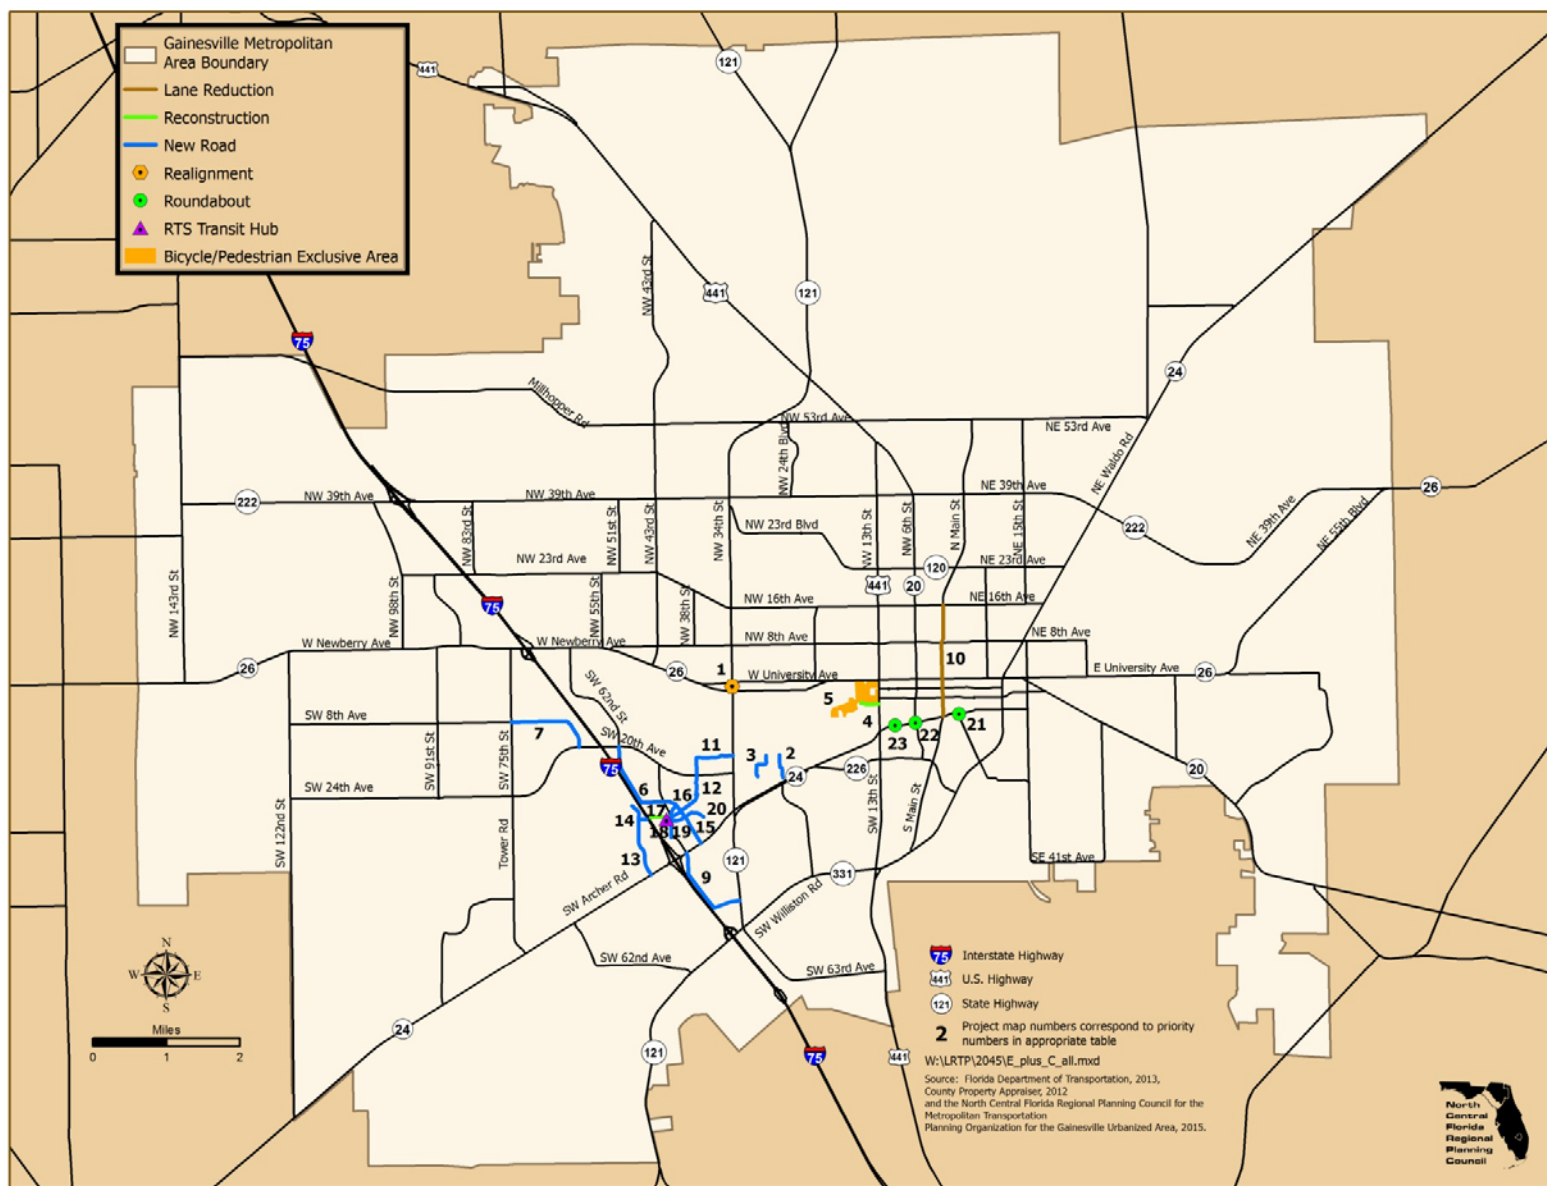 Gainesville Metropolitan
Area Boundary
Lane Reduction
Reconstruction
New Road
Realignment
Roundabout
RTS Transit Hub
Bicycle/Pedestrian Exclusive Area
441
121
75
NW 43rd St
441
121
24
Millhopper Rd
NW 53rd Ave
NE 53rd Ave
NW 24th Blvd
NE Waldo Rd
222
NW 39th Ave
NW 39th Ave
NE 39th Ave
26
NW 83rd St
NW 51st St
NW 43rd St
NW 34th St
NW 23rd Blvd
NW 13th St
NW 6th St
N Main St
NE 15th St
222
NE 39th Ave
NE 55th Blvd
NW 143rd St
NW 98th St
NW 23rd Ave
NW 55th St
NW 38th St
441
20
120
NE 23rd Ave
75
NW 16th Ave
NE 16th Ave
26
W Newberry Ave
W Newberry Ave
NW 8th Ave
NE 8th Ave
26
1
W University Ave
10
E University Ave
26
SW 62nd St
5
4
SW 8th Ave
7
SW 20th Ave
23
22
21
SW 91st St
SW 75th St
11
3
2
75
24
226
20
SW 24th Ave
6
16
12
SW 122nd St
Tower Rd
14
17
20
18
19
15
SW 13th St
S Main St
13
9
121
331
SE 41st Ave
SW Archer Rd
SW Williston Rd
SW 62nd Ave
SW 63rd Ave
24
121
75
441
N
W
E
S
Miles
0
1
2
75
Interstate Highway
441
U.S. Highway
121
State Highway
2
Project map numbers correspond to priority
numbers in appropriate table
W:\LRTP\2045\E_plus_C_all.mxd
Source: Florida Department of Transportation, 2013,
County Property Appraiser, 2012
and the North Central Florida Regional Planning Council for the
Metropolitan Transportation
Planning Organization for the Gainesville Urbanized Area, 2015.
North
Central
Florida
Regional
Planning
Council